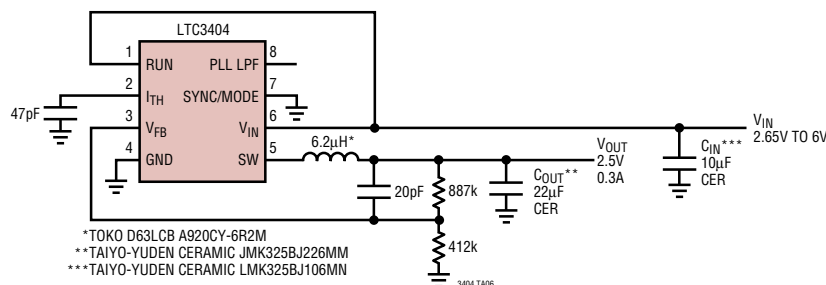 LTC3404
1
RUN
PLL LPF
8
2
ITH
SYNC/MODE
7
47pF
3
VFB
VIN
6
4
GND
SW
5
6.2µH*
20pF
887k
412k
VOUT
2.5V
0.3A
COUT**
22µF
CER
CIN***
10µF
CER
VIN
2.65V TO 6V
*TOKO D63LCB A920CY-6R2M
**TAIYO-YUDEN CERAMIC JMK325BJ226MM
***TAIYO-YUDEN CERAMIC LMK325BJ106MN
3404 TA06